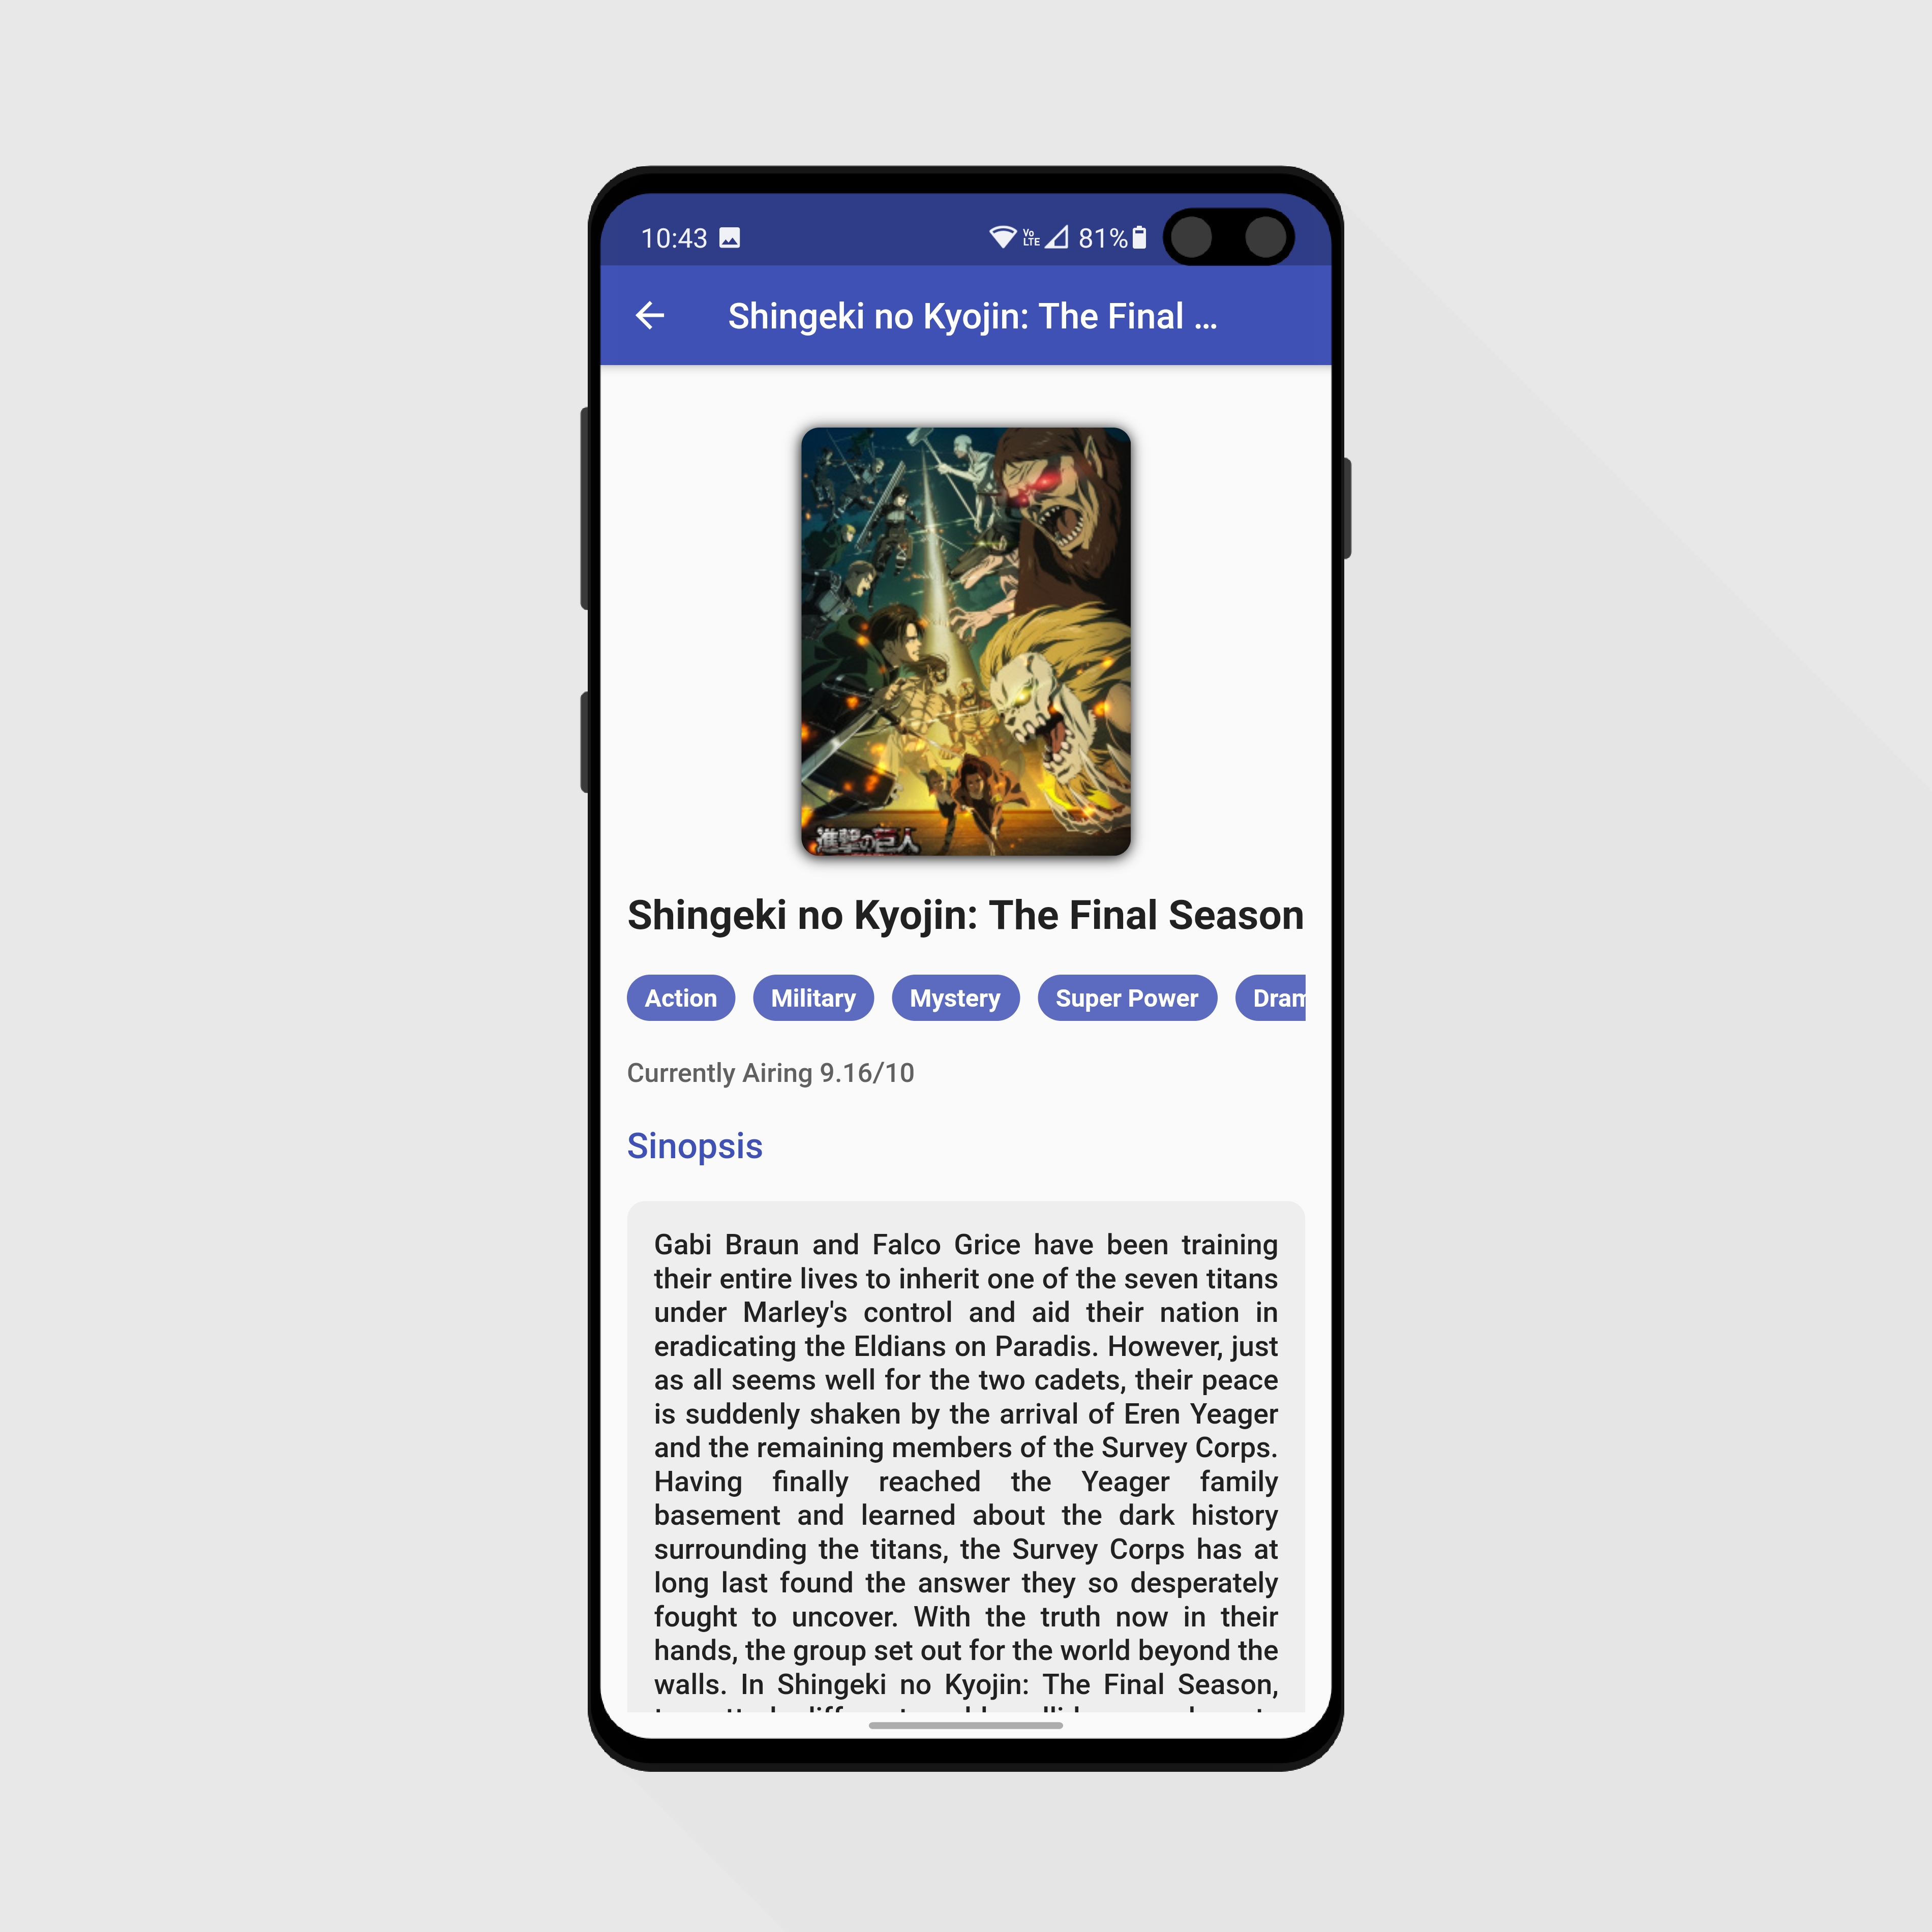 10:43
Vo
LTE
81%
Shingeki no Kyojin: The Final ...
進撃の巨人
Shingeki no Kyojin: The Final Season
Action Military Mystery Super Power Dram
Currently Airing 9.16/10
Sinopsis
Gabi Braun and Falco Grice have been training
their entire lives to inherit one of the seven titans
under Marley's control and aid their nation in
eradicating the Eldians on Paradis. However, just
as all seems well for the two cadets, their peace
is suddenly shaken by the arrival of Eren Yeager
and the remaining members of the Survey Corps.
Having finally reached the Yeager family
basement and learned about the dark history
surrounding the titans, the Survey Corps has at
long last found the answer they so desperately
fought to uncover. With the truth now in their
hands, the group set out for the world beyond the
walls. In Shingeki no Kyojin: The Final Season,